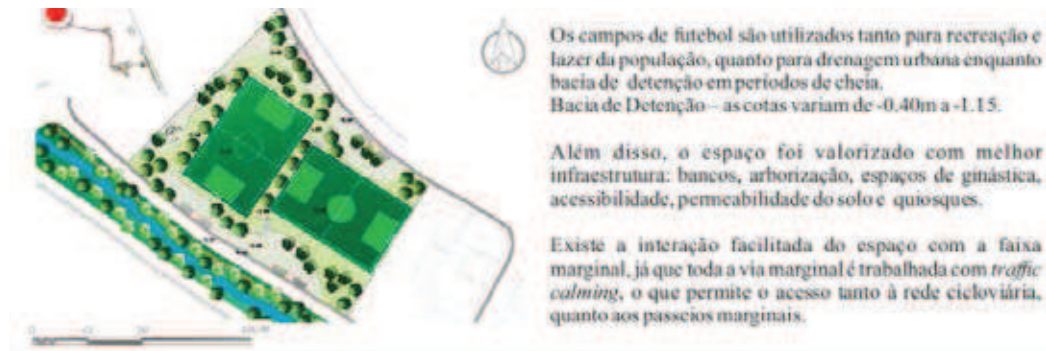 Os campos de futebol são utilizados tanto para recreação e
lazer da população, quanto para drenagem urbana enquanto
bacia de detenção em períodos de cheia.
Bacia de Detenção – as cotas variam de -0.40m a -1.15.
Além disso, o espaço foi valorizado com melhor
infraestrutura: bancos, arborização, espaços de ginástica,
acessibilidade, permeabilidade do solo e quiosques.
Existe a interação facilitada do espaço com a faixa
marginal, já que toda a via marginal é trabalhada com traffic
calming, o que permite o acesso tanto à rede cicloviária,
quanto aos passeios marginais.